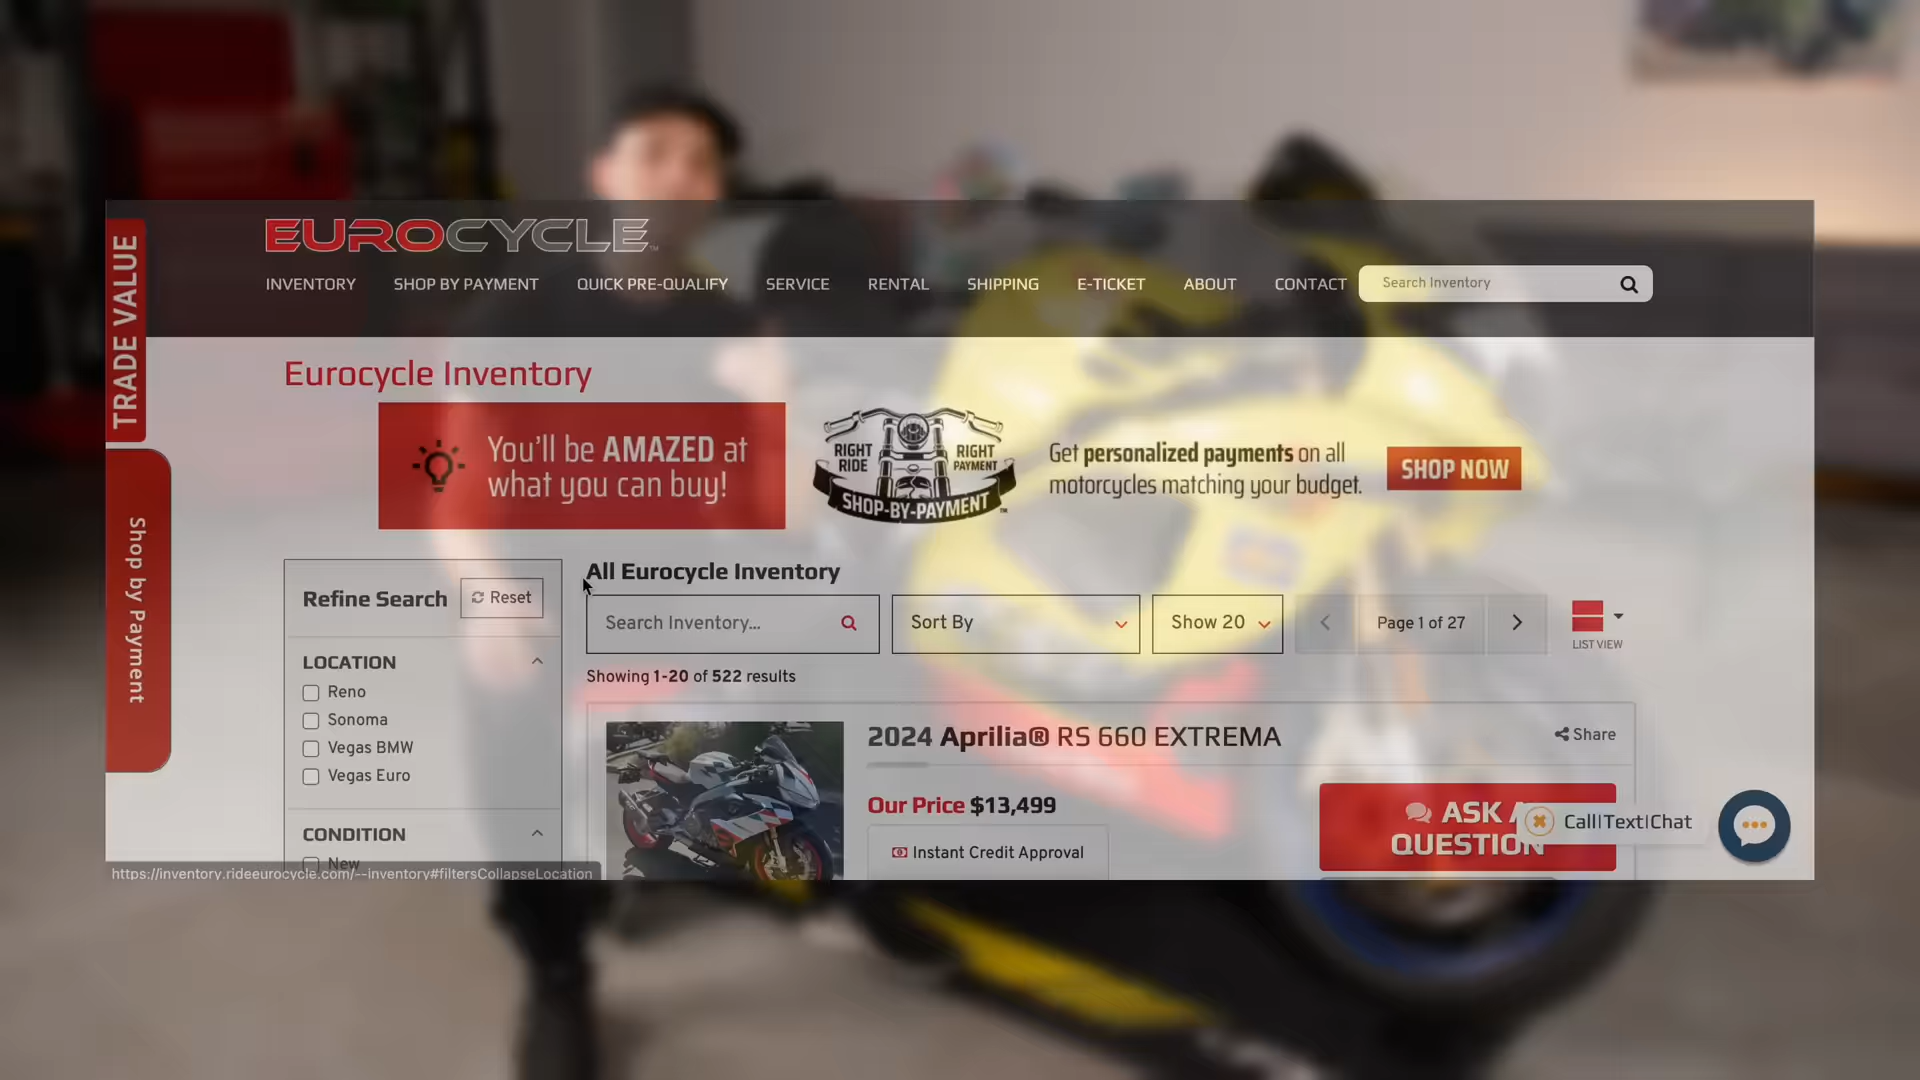 EUROCYCLE
INVENTORY
SHOP BY PAYMENT
QUICK PRE-QUALIFY
SERVICE
RENTAL
SHIPPING
E-TICKET
ABOUT
CONTACT
Search Inventory
TRADE VALUE
Shop by Payment
Eurocycle Inventory
You'll be AMAZED at
what you can buy!
RIGHT RIDE
RIGHT PAYMENT
SHOP-BY-PAYMENT™
Get personalized payments on all
motorcycles matching your budget.
SHOP NOW
Refine Search
Reset
LOCATION
Reno
Sonoma
Vegas BMW
Vegas Euro
CONDITION
New
All Eurocycle Inventory
Search Inventory...
Sort By
Show 20
Page 1 of 27
LIST VIEW
Showing 1-20 of 522 results
2024 Aprilia® RS 660 EXTREMA
Share
Our Price $13,499
Instant Credit Approval
ASK A
QUESTION
Call|Text|Chat
https://inventory.rideeurocycle.com/--inventory#filtersCollapseLocation